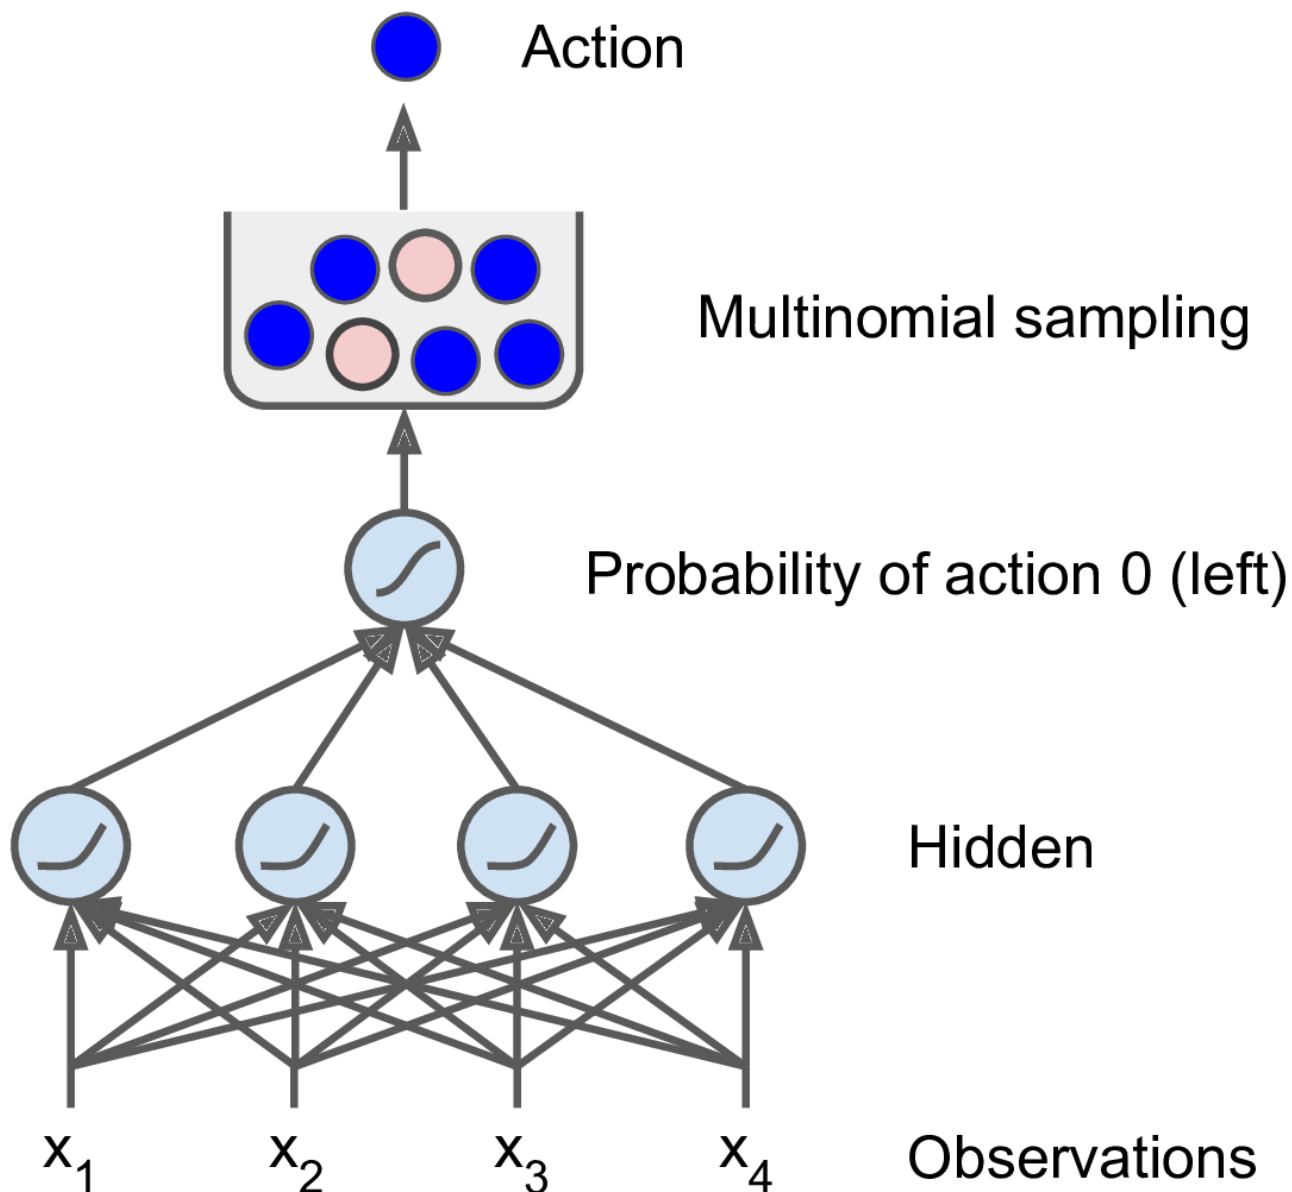 Action
Multinomial sampling
Probability of action 0 (left)
Hidden
x1 x2 x3 x4 Observations